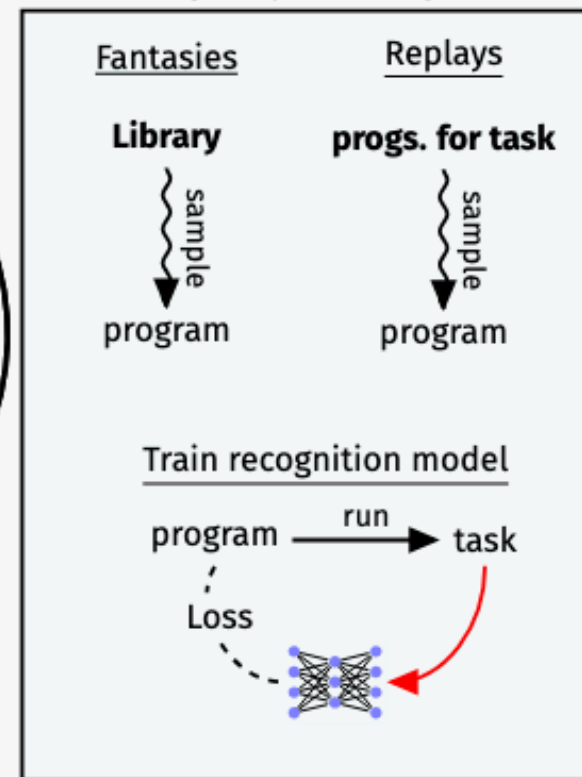 Fantasies
Replays
Library
progs. for task
sample
sample
program
program
Train recognition model
run
program
task
Loss